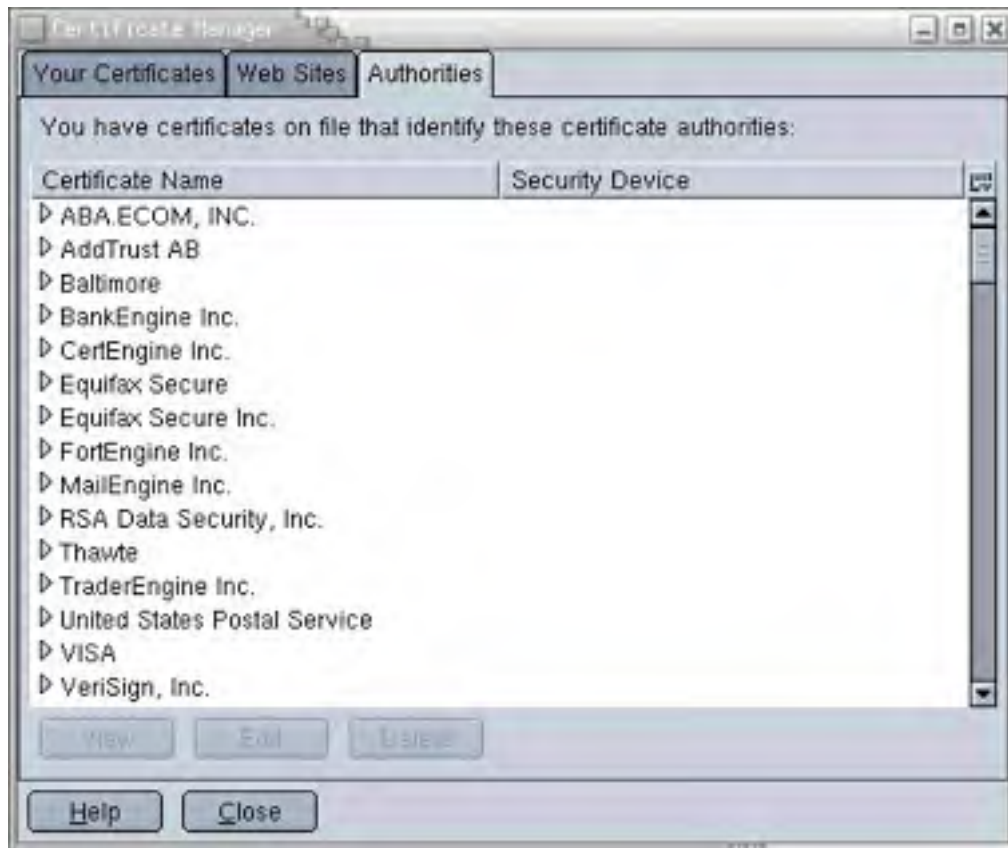 Certificate Manager
Your Certificates Web Sites Authorities
You have certificates on file that identify these certificate authorities:
Certificate Name Security Device
ABA.ECOM, INC.
AddTrust AB
Baltimore
BankEngine Inc.
CertEngine Inc.
Equifax Secure
Equifax Secure Inc.
FortEngine Inc.
MailEngine Inc.
RSA Data Security, Inc.
Thawte
TraderEngine Inc.
United States Postal Service
VISA
VeriSign, Inc.
View Edit Delete
Help Close